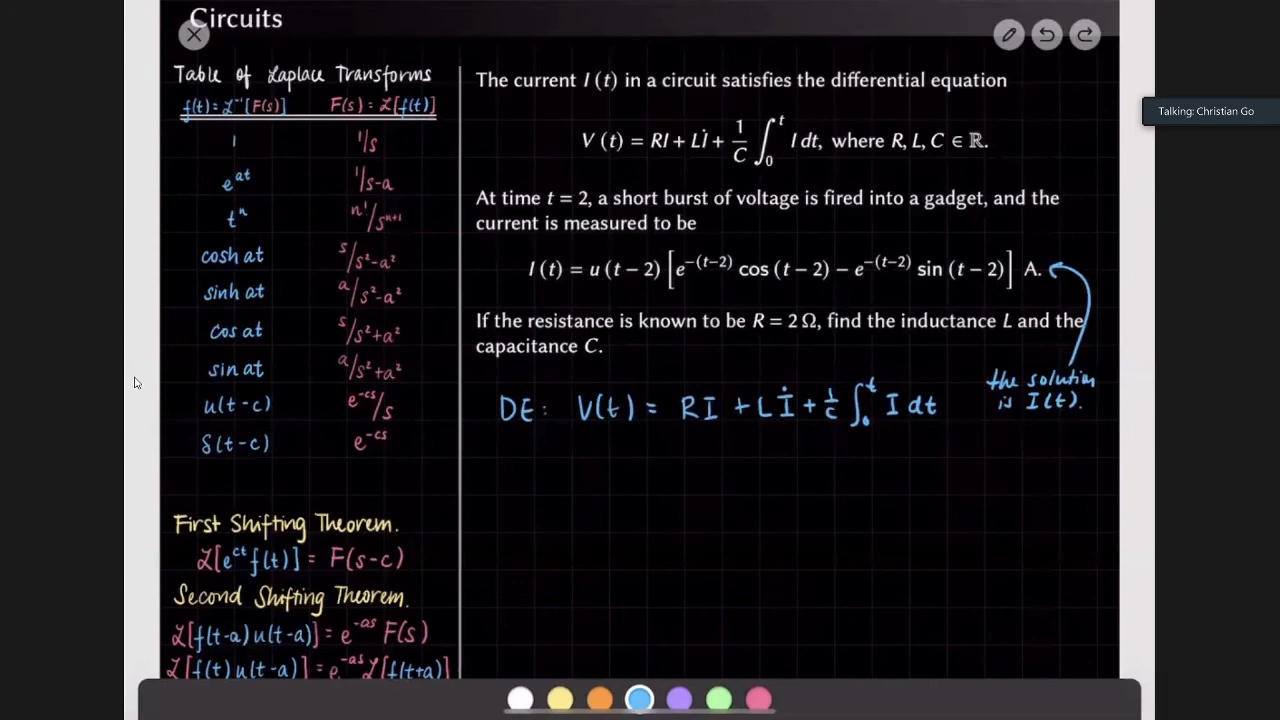 Circuits
Talking: Christian Go
Table of Laplace Transforms
f(t)=ℒ⁻¹[F(s)] F(s)=ℒ[f(t)]
1 1/s
e^{at} 1/s-a
tⁿ n!/s^{n+1}
cosh at s/s²-a²
sinh at a/s²-a²
cos at s/s²+a²
sin at a/s²+a²
u(t-c) e^{-cs}/s
δ(t-c) e^{-cs}
First Shifting Theorem.
ℒ[e^{ct}f(t)] = F(s-c)
Second Shifting Theorem.
ℒ[f(t-a)u(t-a)] = e^{-as} F(s)
ℒ[f(t)u(t-a)] = e^{-as}ℒ[f(t+a)]
The current I (t) in a circuit satisfies the differential equation
V (t) = RI + Lİ + 1/C ∫₀ᵗ I dt, where R, L, C ∈ ℝ.
At time t = 2, a short burst of voltage is fired into a gadget, and the
current is measured to be
I (t) = u (t − 2) [e^{−(t−2)} cos (t − 2) − e^{−(t−2)} sin (t − 2)] A.
If the resistance is known to be R = 2 Ω, find the inductance L and the
capacitance C.
the solution
is I(t).
DE: V(t) = RI + Lİ + 1/C ∫₀ᵗ I dt